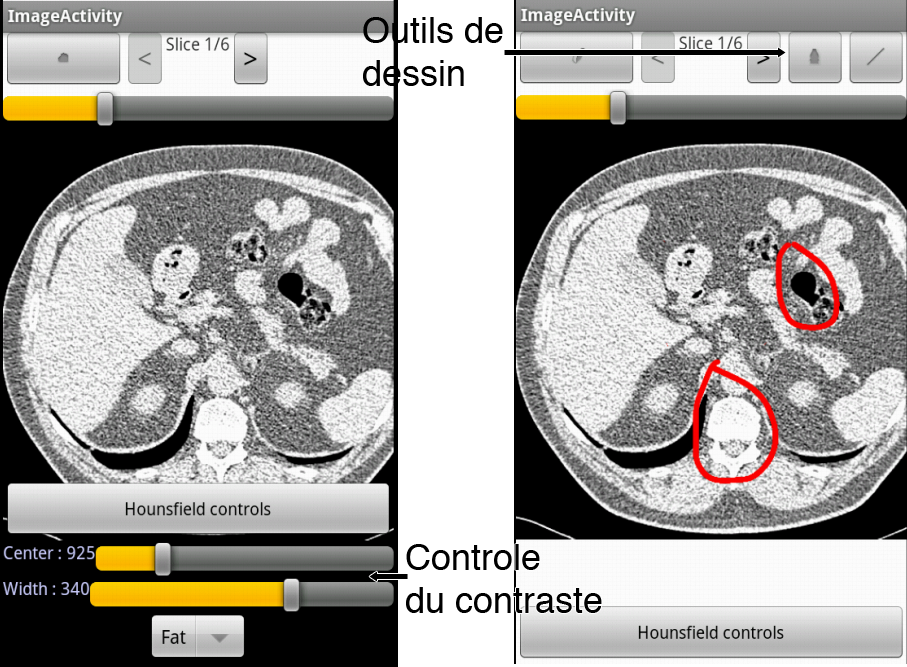 ImageActivity
<
Slice 1/6
>
Outils de
dessin
ImageActivity
<
Slice 1/6
>
Hounsfield controls
Center : 925
Width : 340
Fat
Controle
du contraste
Hounsfield controls